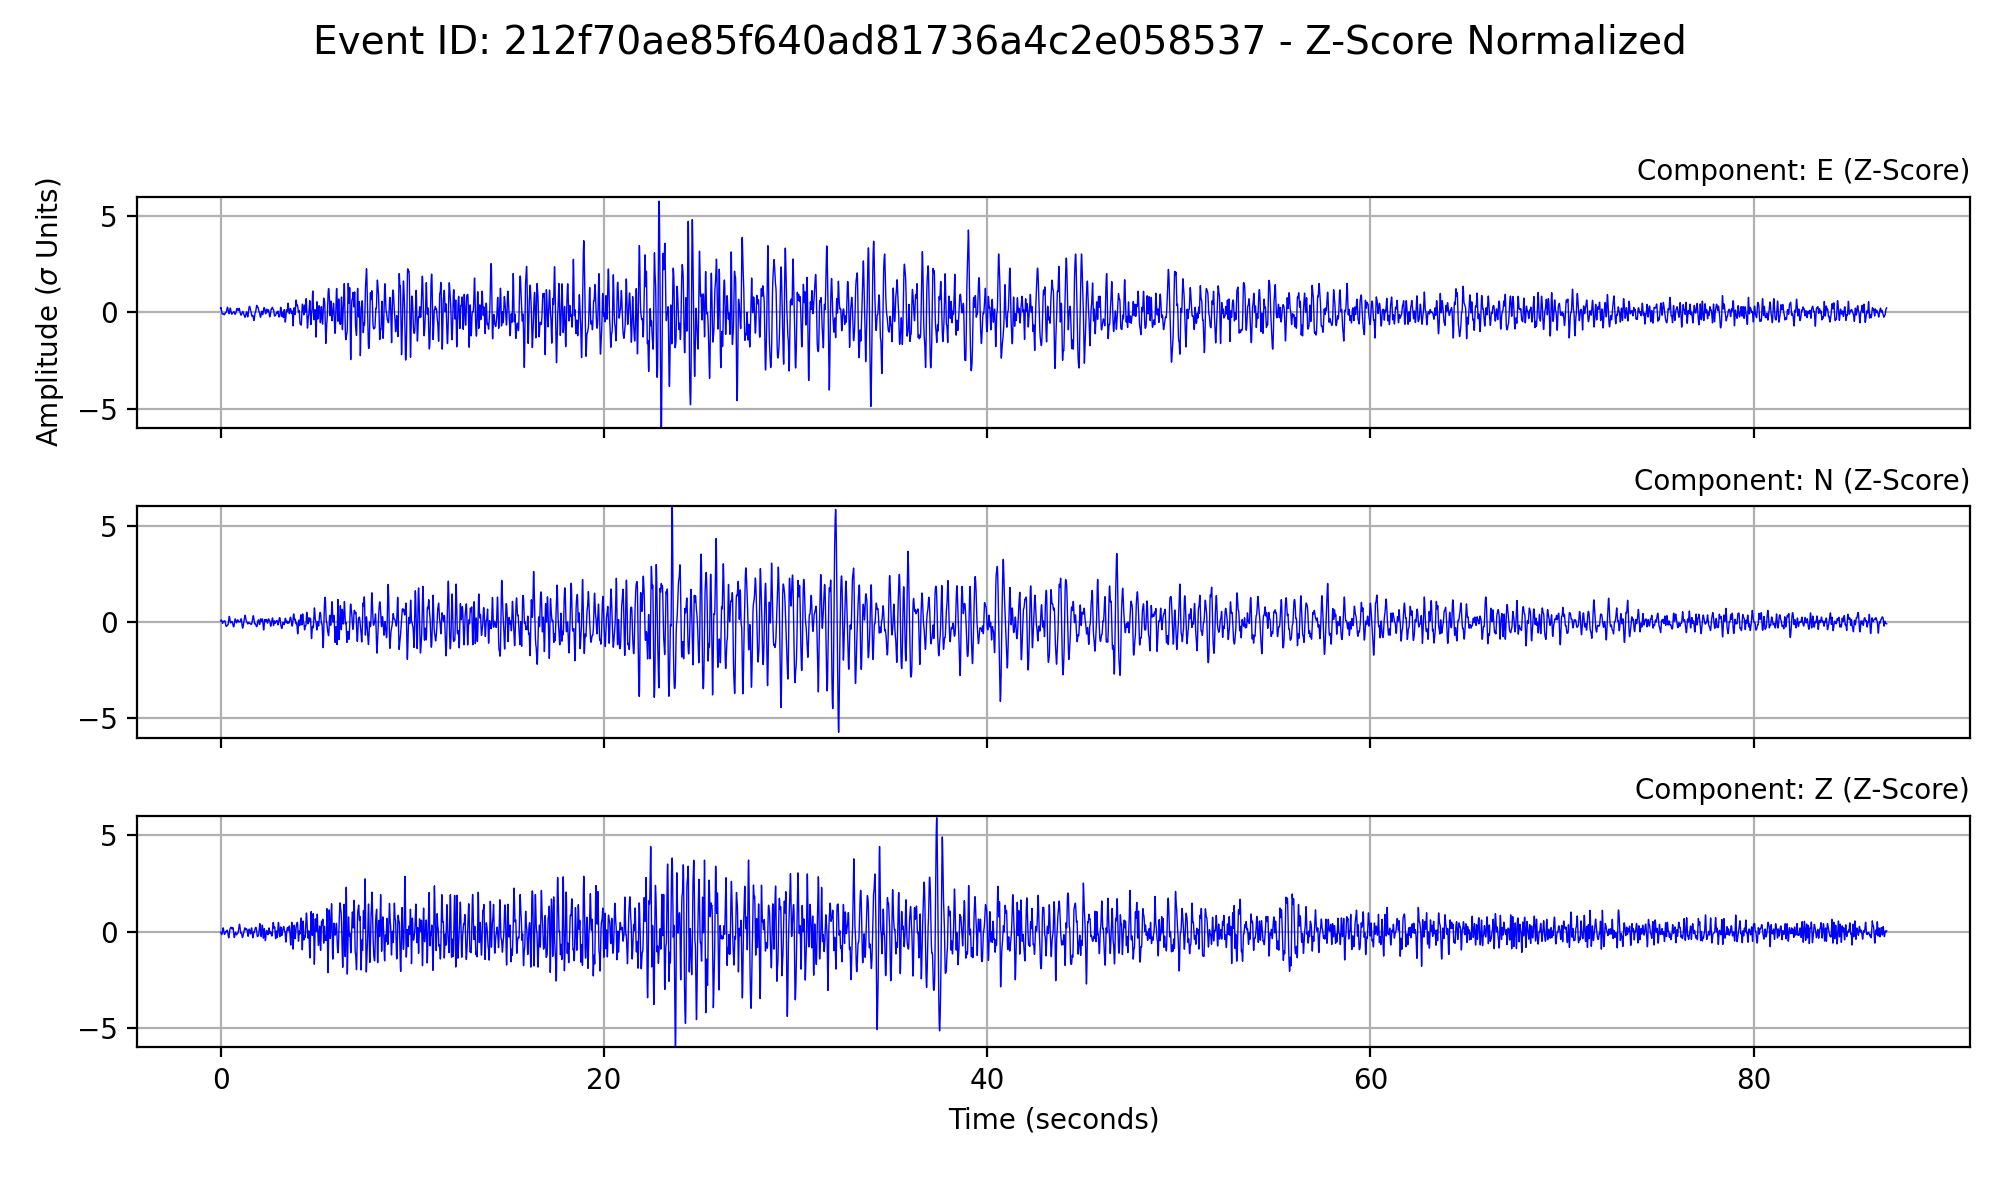 Event ID: 212f70ae85f640ad81736a4c2e058537 - Z-Score Normalized
Component: E (Z-Score)
Amplitude (σ Units)
5
0
−5
Component: N (Z-Score)
5
0
−5
Component: Z (Z-Score)
5
0
−5
0 20 40 60 80
Time (seconds)